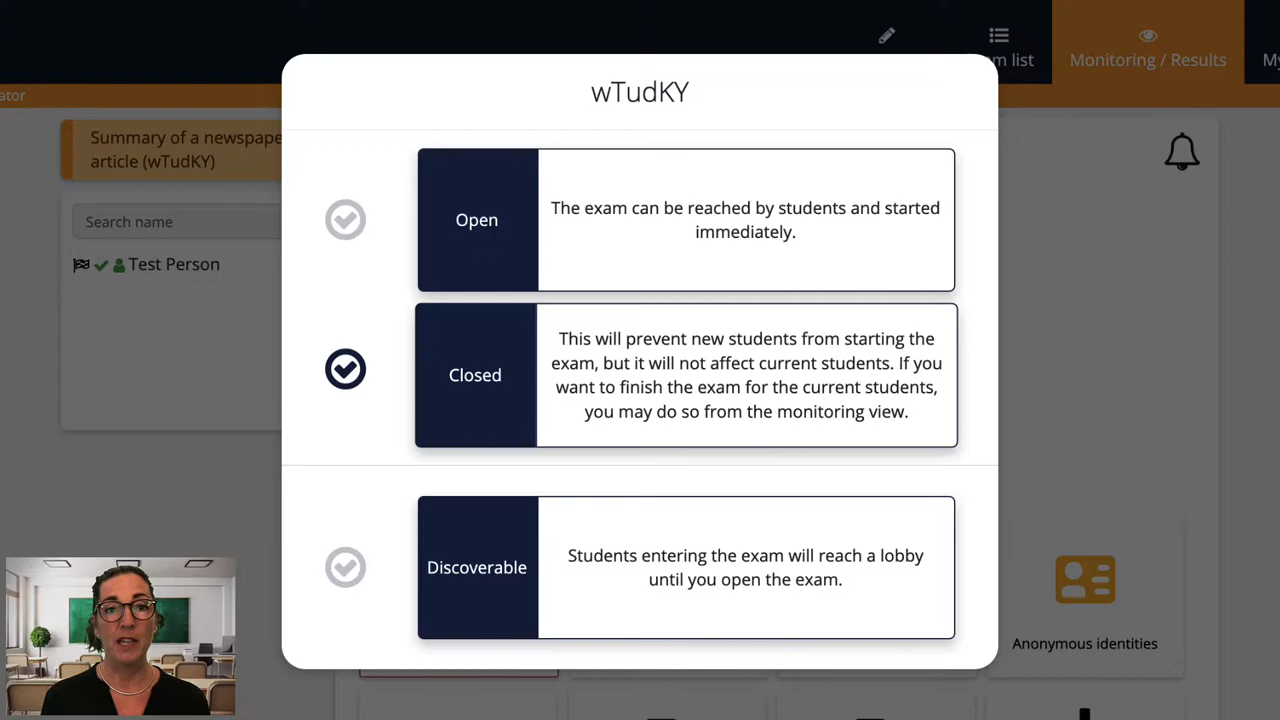 m list
Monitoring / Results
My
ator
Summary of a newspape
article (wTudKY)
Search name
Test Person
wTudKY
Open
The exam can be reached by students and started
immediately.
Closed
This will prevent new students from starting the
exam, but it will not affect current students. If you
want to finish the exam for the current students,
you may do so from the monitoring view.
Discoverable
Students entering the exam will reach a lobby
until you open the exam.
Anonymous identities